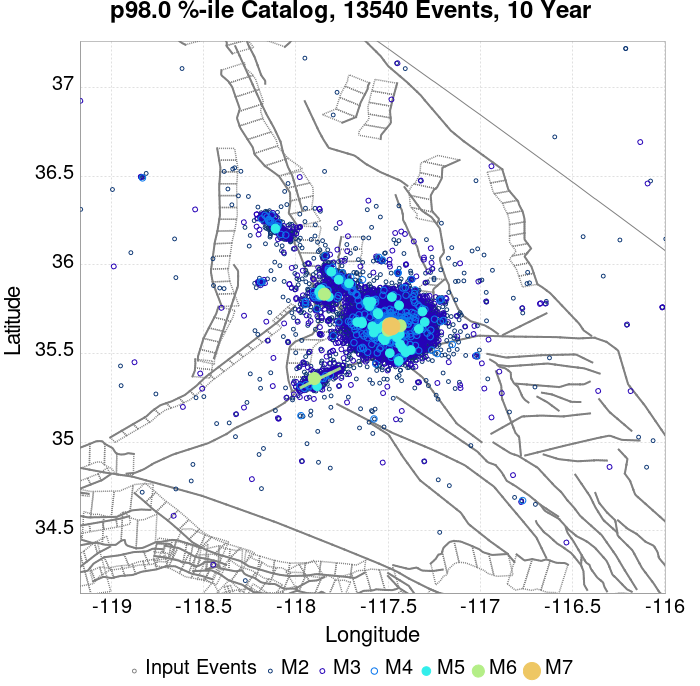 p98.0 %-ile Catalog, 13540 Events, 10 Year
37
36.5
36
35.5
35
34.5
Latitude
-119 -118.5 -118 -117.5 -117 -116.5 -116
Longitude
Input Events M2 M3 M4 M5 M6 M7